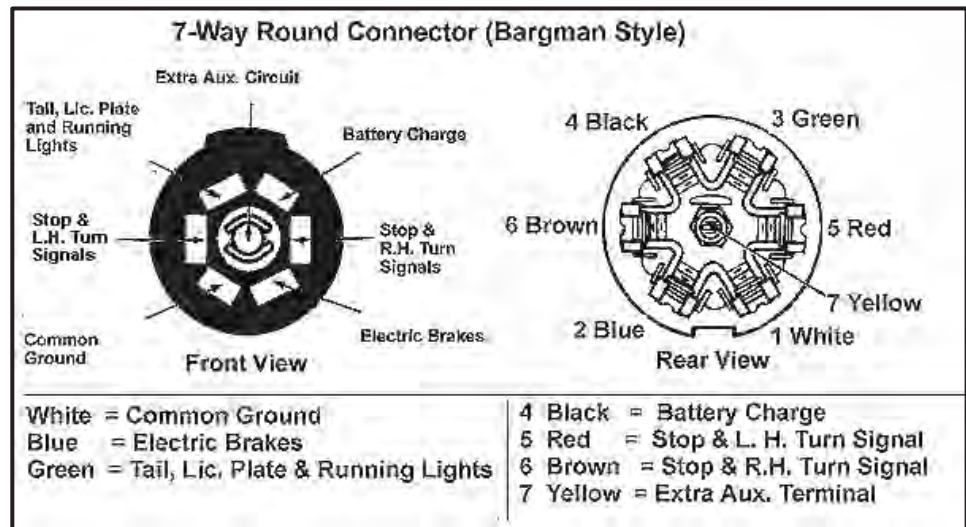 7-Way Round Connector (Bargman Style)
Extra Aux. Circuit
Tail, Lic. Plate
and Running
Lights
Battery Charge
Stop &
L.H. Turn
Signals
Stop &
R.H. Turn
Signals
Common
Ground
Electric Brakes
Front View
4 Black
3 Green
6 Brown
5 Red
7 Yellow
2 Blue
1 White
Rear View
White = Common Ground
Blue = Electric Brakes
Green = Tail, Lic. Plate & Running Lights
4 Black = Battery Charge
5 Red = Stop & L. H. Turn Signal
6 Brown = Stop & R.H. Turn Signal
7 Yellow = Extra Aux. Terminal